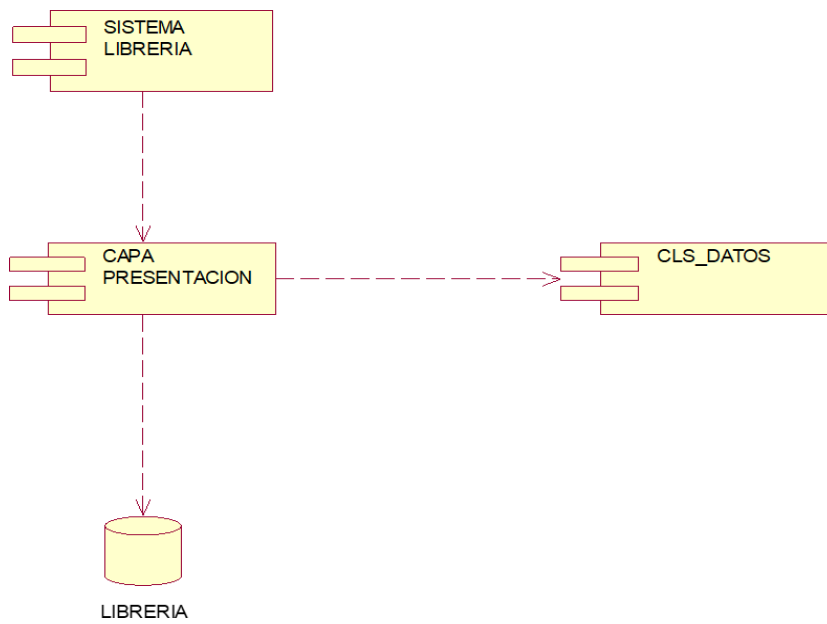 SISTEMA
LIBRERIA
CAPA
PRESENTACION
CLS_DATOS
LIBRERIA